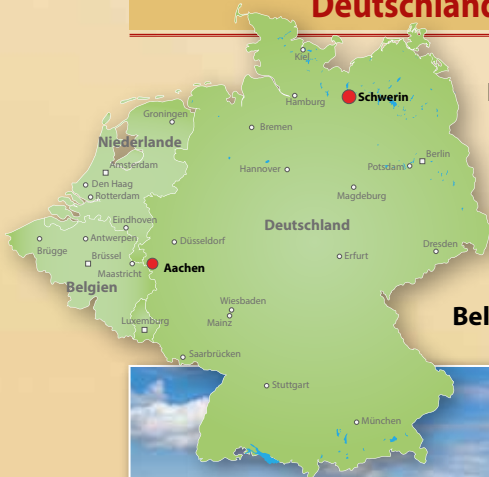 Deutschland
Kiel
Hamburg
Schwerin
Groningen
Bremen
Niederlande
Amsterdam
Hannover
Potsdam
Berlin
Den Haag
Rotterdam
Magdeburg
Eindhoven
Deutschland
Antwerpen
Düsseldorf
Dresden
Brügge
Brüssel
Erfurt
Maastricht
Aachen
Belgien
Wiesbaden
Bel
Luxemburg
Mainz
Saarbrücken
Stuttgart
München